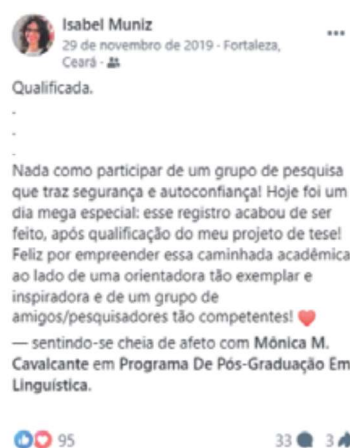 Isabel Muniz
29 de novembro de 2019 · Fortaleza,
Ceará ·
Qualificada.
.
.
.
Nada como participar de um grupo de pesquisa
que traz segurança e autoconfiança! Hoje foi um
dia mega especial: esse registro acabou de ser
feito, após qualificação do meu projeto de tese!
Feliz por empreender essa caminhada acadêmica
ao lado de uma orientadora tão exemplar e
inspiradora e de um grupo de
amigos/pesquisadores tão competentes! ❤
— sentindo-se cheia de afeto com Mônica M.
Cavalcante em Programa De Pós-Graduação Em
Linguística.
95 33 3